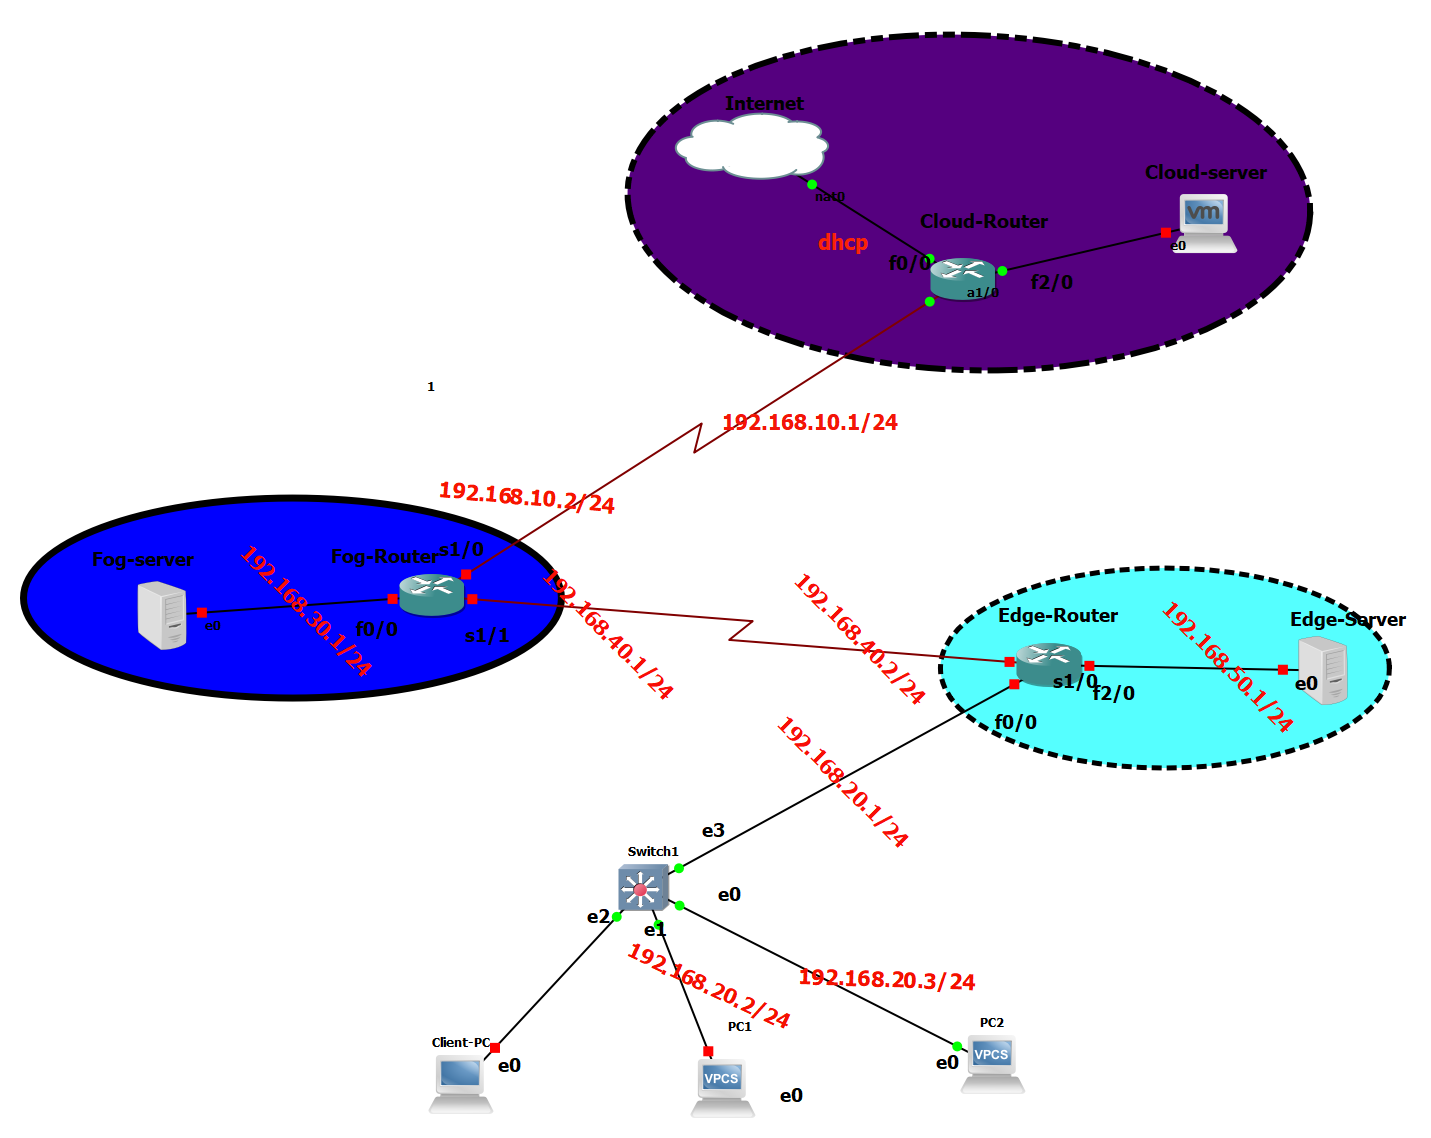 Internet
nat0
Cloud-server
vm
e0
Cloud-Router
dhcp
f0/0
a1/0
f2/0
1
192.168.10.1/24
192.168.10.2/24
Fog-server
e0
192.168.30.1/24
Fog-Router
s1/0
f0/0
s1/1
192.168.40.1/24
192.168.40.2/24
Edge-Router
Edge-Server
192.168.50.1/24
s1/0
f2/0
e0
f0/0
192.168.20.1/24
e3
Switch1
e0
e2
e1
192.168.20.2/24
192.168.20.3/24
Client-PC
e0
PC1
VPCS
e0
PC2
VPCS
e0